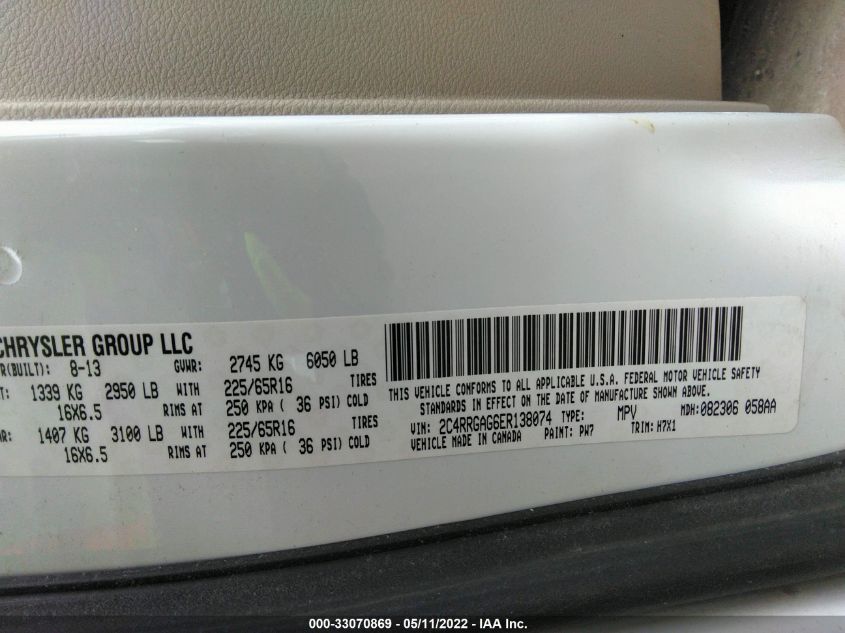 CHRYSLER GROUP LLC
R(BUILT): 8-13 GVWR: 2745 KG 6050 LB
T: 1339 KG 2950 LB WITH 225/65R16 TIRES
16X6.5 RIMS AT 250 KPA ( 36 PSI) COLD
AR: 1407 KG 3100 LB WITH 225/65R16 TIRES
16X6.5 RIMS AT 250 KPA ( 36 PSI) COLD
THIS VEHICLE CONFORMS TO ALL APPLICABLE U.S.A. FEDERAL MOTOR VEHICLE SAFETY
STANDARDS IN EFFECT ON THE DATE OF MANUFACTURE SHOWN ABOVE.
VIN: 2C4RRGAG6ER138074 TYPE: MPV MDH: 082306 058AA
VEHICLE MADE IN CANADA PAINT: PW7 TRIM: H7X1
000-33070869 - 05/11/2022 - IAA Inc.